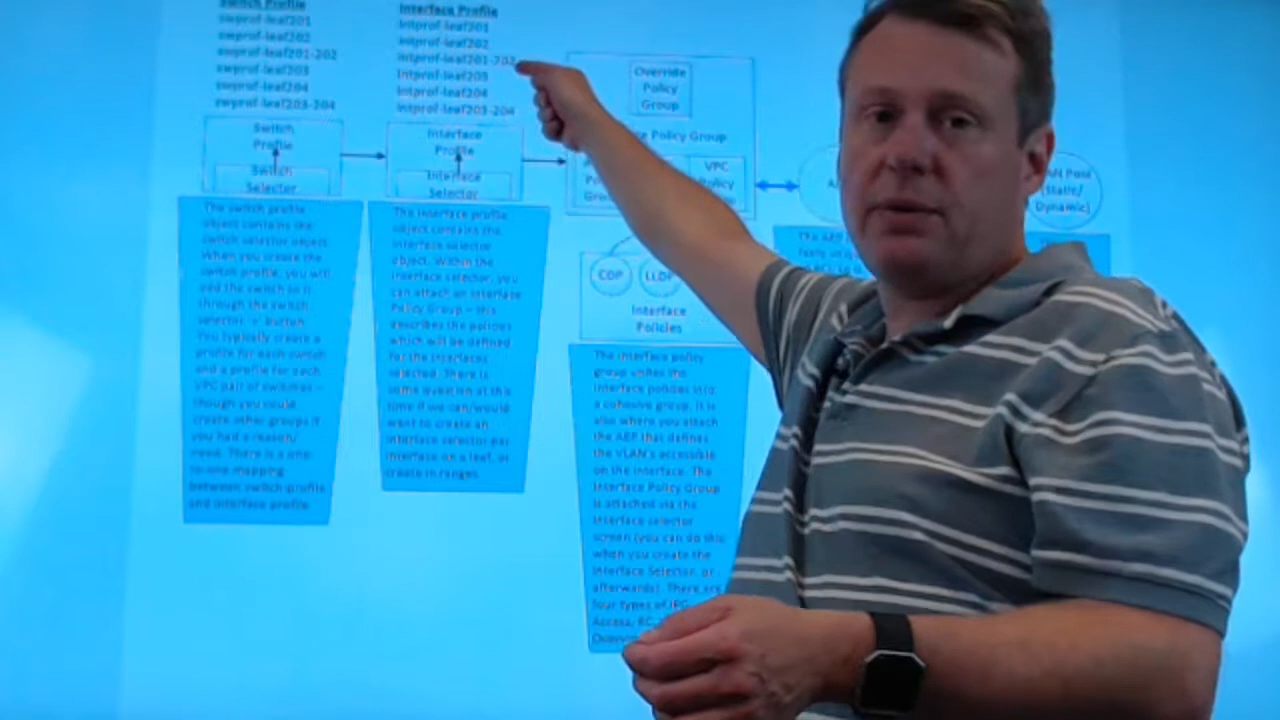 Switch Profile
swprof-leaf201
swprof-leaf202
swprof-leaf201-202
swprof-leaf203
swprof-leaf204
swprof-leaf203-204
Switch
Profile
Switch
Selector
The switch profile
object contains the
switch selector object.
When you create the
switch profile, you will
add the switch to it
through the switch
selector '+' button.
You typically create a
profile for each switch
and a profile for each
VPC pair of switches –
though you could
create other groups if
you had a reason/
need. There is a one-
to-one mapping
between switch profile
and interface profile
Interface Profile
intprof-leaf201
intprof-leaf202
intprof-leaf201-202
intprof-leaf203
intprof-leaf204
intprof-leaf203-204
Interface
Profile
Interface
Selector
The interface profile
object contains the
interface selector
object. Within the
interface selector, you
can attach an Interface
Policy Group – this
describes the policies
which will be defined
for the interfaces
selected. There is
some question at this
time if we can/would
want to create an
interface selector per
interface on a leaf, or
create in ranges.
Override
Policy
Group
Policy Group
VPC
Policy
CDP
LLDP
Interface
Policies
The interface policy
group unites the
interface policies into
a cohesive group. It is
also where you attach
the AEP that defines
the VLAN's accessible
on the interface. The
Interface Policy Group
is attached via the
interface selector
screen (you can do this
when you create the
Interface Selector, or
afterwards). There are
four types of IPG
Access, PC,
The AEP
Pool
(Static/
Dynamic)